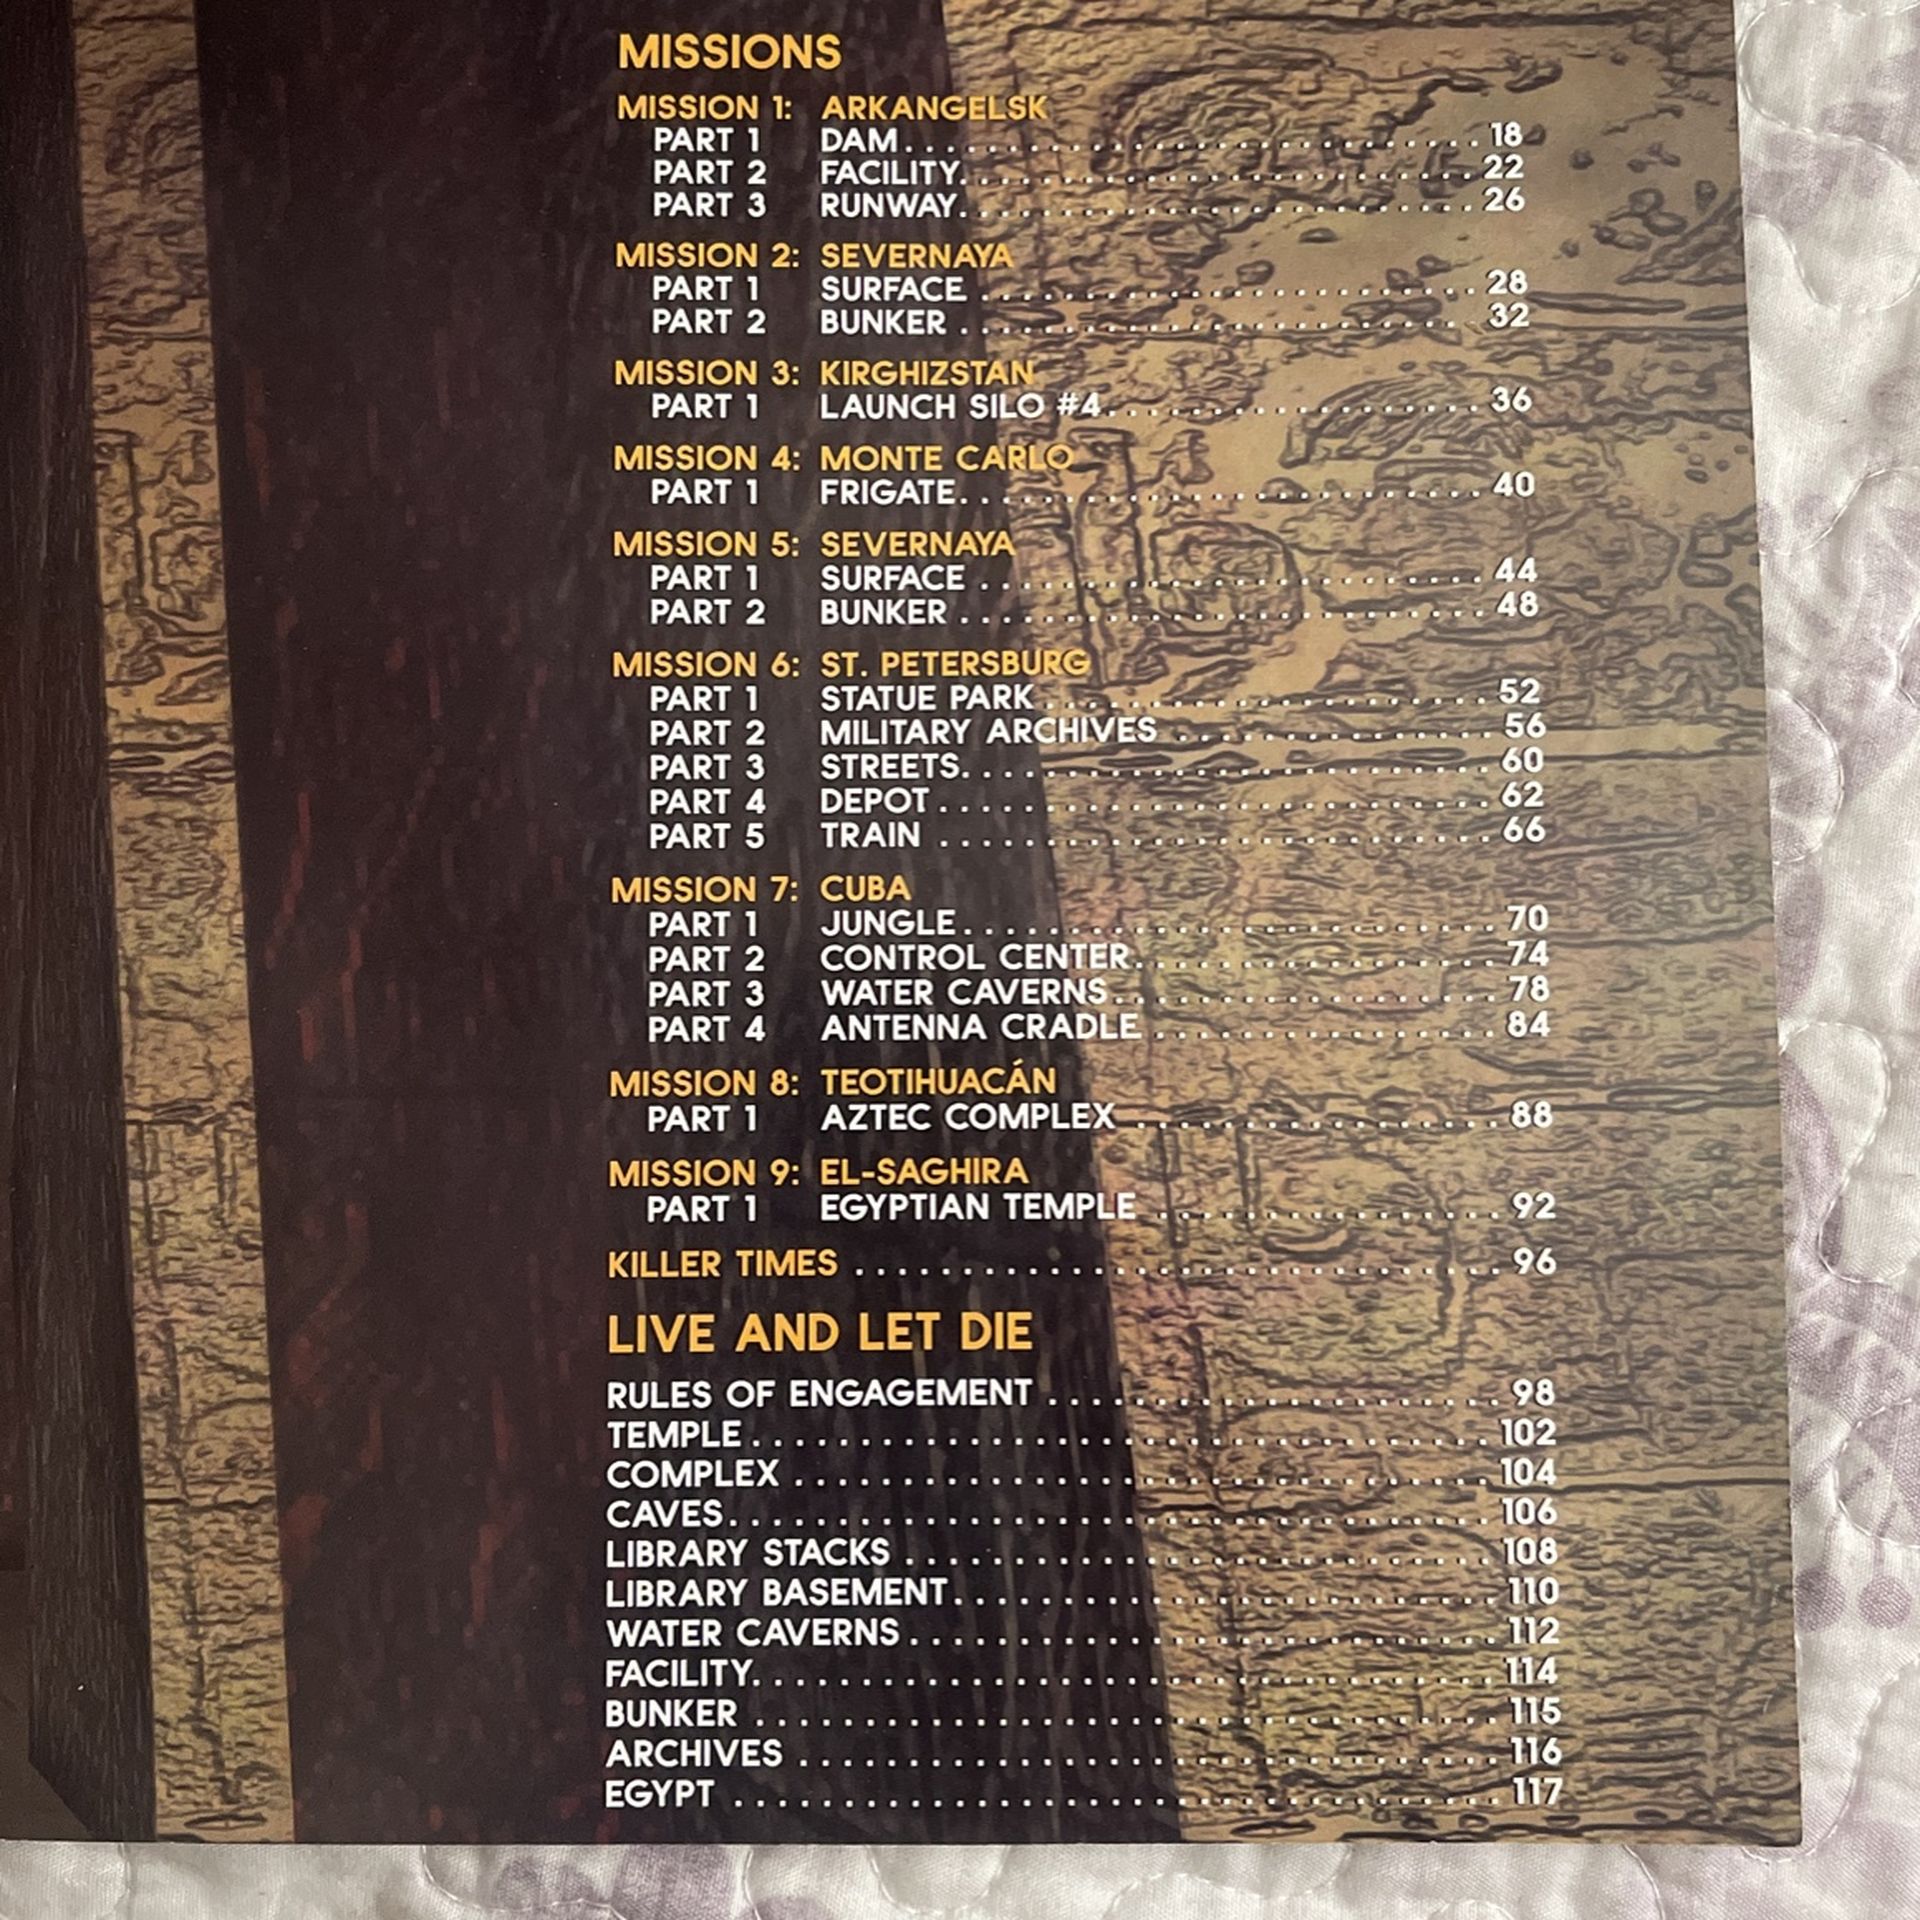 MISSIONS
MISSION 1: ARKANGELSK
PART 1 DAM 18
PART 2 FACILITY 22
PART 3 RUNWAY 26
MISSION 2: SEVERNAYA
PART 1 SURFACE 28
PART 2 BUNKER 32
MISSION 3: KIRGHIZSTAN
PART 1 LAUNCH SILO #4 36
MISSION 4: MONTE CARLO
PART 1 FRIGATE 40
MISSION 5: SEVERNAYA
PART 1 SURFACE 44
PART 2 BUNKER 48
MISSION 6: ST. PETERSBURG
PART 1 STATUE PARK 52
PART 2 MILITARY ARCHIVES 56
PART 3 STREETS 60
PART 4 DEPOT 62
PART 5 TRAIN 66
MISSION 7: CUBA
PART 1 JUNGLE 70
PART 2 CONTROL CENTER 74
PART 3 WATER CAVERNS 78
PART 4 ANTENNA CRADLE 84
MISSION 8: TEOTIHUACÁN
PART 1 AZTEC COMPLEX 88
MISSION 9: EL-SAGHIRA
PART 1 EGYPTIAN TEMPLE 92
KILLER TIMES 96
LIVE AND LET DIE
RULES OF ENGAGEMENT 98
TEMPLE 102
COMPLEX 104
CAVES 106
LIBRARY STACKS 108
LIBRARY BASEMENT 110
WATER CAVERNS 112
FACILITY 114
BUNKER 115
ARCHIVES 116
EGYPT 117